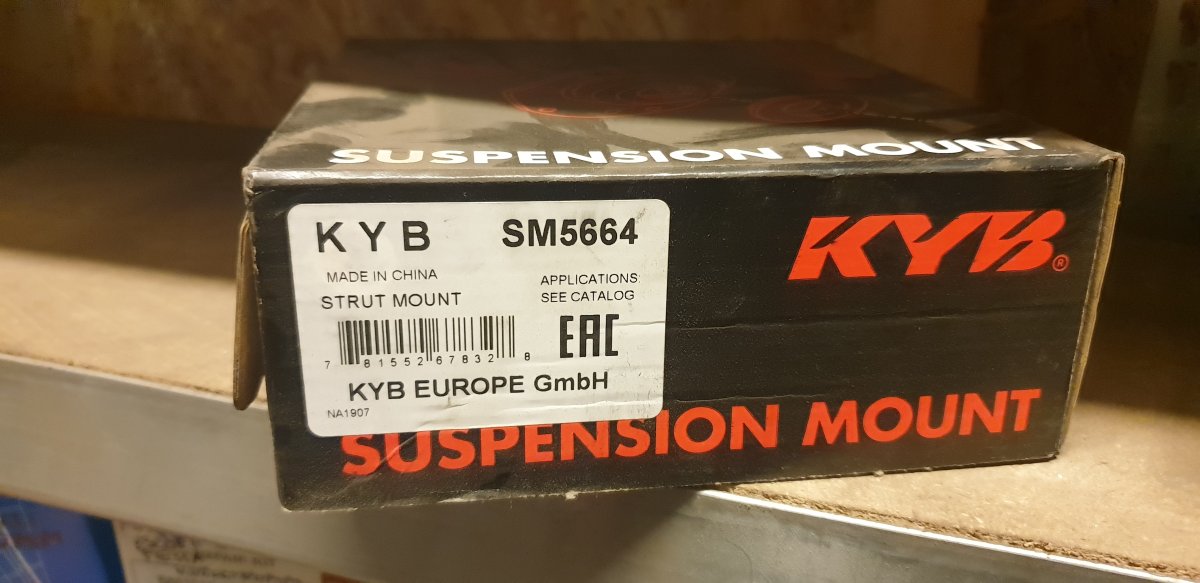 SUSPENSION MOUNT
KYB SM5664
KYB®
MADE IN CHINA
APPLICATIONS
STRUT MOUNT
SEE CATALOG
EAC
7 81552 67832 8
KYB EUROPE GmbH
NA1907
SUSPENSION MOUNT